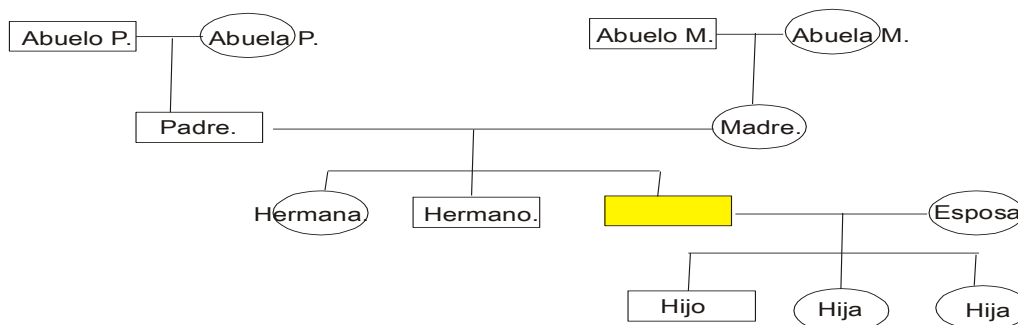 Abuelo P.
Abuela P.
Abuelo M.
Abuela M.
Padre.
Madre.
Hermana.
Hermano.
Esposa
Hijo
Hija
Hija